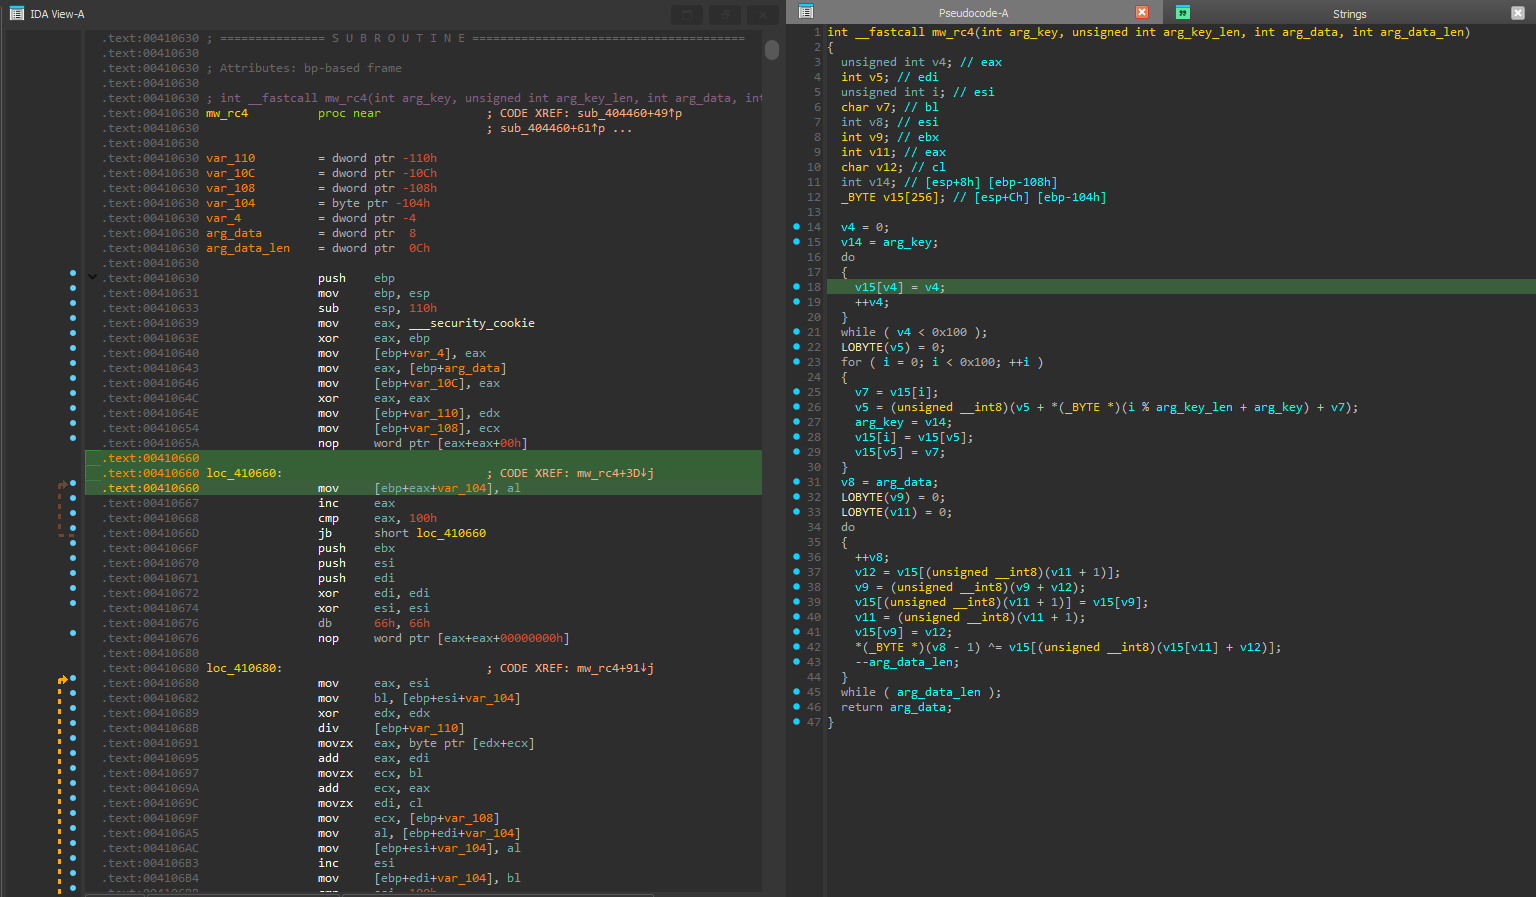 IDA View-A
.text:00410630 ; =============== S U B R O U T I N E =======================================
.text:00410630
.text:00410630 ; Attributes: bp-based frame
.text:00410630
.text:00410630 ; int __fastcall mw_rc4(int arg_key, unsigned int arg_key_len, int arg_data, int
.text:00410630 mw_rc4 proc near ; CODE XREF: sub_404460+49↑p
.text:00410630 ; sub_404460+61↑p ...
.text:00410630
.text:00410630 var_110 = dword ptr -110h
.text:00410630 var_10C = dword ptr -10Ch
.text:00410630 var_108 = dword ptr -108h
.text:00410630 var_104 = byte ptr -104h
.text:00410630 var_4 = dword ptr -4
.text:00410630 arg_data = dword ptr 8
.text:00410630 arg_data_len = dword ptr 0Ch
.text:00410630
.text:00410630 push ebp
.text:00410631 mov ebp, esp
.text:00410633 sub esp, 110h
.text:00410639 mov eax, ___security_cookie
.text:0041063E xor eax, ebp
.text:00410640 mov [ebp+var_4], eax
.text:00410643 mov eax, [ebp+arg_data]
.text:00410646 mov [ebp+var_10C], eax
.text:0041064C xor eax, eax
.text:0041064E mov [ebp+var_110], edx
.text:00410654 mov [ebp+var_108], ecx
.text:0041065A nop word ptr [eax+eax+00h]
.text:00410660
.text:00410660 loc_410660: ; CODE XREF: mw_rc4+3D↓j
.text:00410660 mov [ebp+eax+var_104], al
.text:00410667 inc eax
.text:00410668 cmp eax, 100h
.text:0041066D jb short loc_410660
.text:0041066F push ebx
.text:00410670 push esi
.text:00410671 push edi
.text:00410672 xor edi, edi
.text:00410674 xor esi, esi
.text:00410676 db 66h, 66h
.text:00410676 nop word ptr [eax+eax+00000000h]
.text:00410680
.text:00410680 loc_410680: ; CODE XREF: mw_rc4+91↓j
.text:00410680 mov eax, esi
.text:00410682 mov bl, [ebp+esi+var_104]
.text:00410689 xor edx, edx
.text:0041068B div [ebp+var_110]
.text:00410691 movzx eax, byte ptr [edx+ecx]
.text:00410695 add eax, edi
.text:00410697 movzx ecx, bl
.text:0041069A add ecx, eax
.text:0041069C movzx edi, cl
.text:0041069F mov ecx, [ebp+var_108]
.text:004106A5 mov al, [ebp+edi+var_104]
.text:004106AC mov [ebp+esi+var_104], al
.text:004106B3 inc esi
.text:004106B4 mov [ebp+edi+var_104], bl
Pseudocode-A
Strings
1 int __fastcall mw_rc4(int arg_key, unsigned int arg_key_len, int arg_data, int arg_data_len)
2 {
3 unsigned int v4; // eax
4 int v5; // edi
5 unsigned int i; // esi
6 char v7; // bl
7 int v8; // esi
8 int v9; // ebx
9 int v11; // eax
10 char v12; // cl
11 int v14; // [esp+8h] [ebp-108h]
12 _BYTE v15[256]; // [esp+Ch] [ebp-104h]
13
14 v4 = 0;
15 v14 = arg_key;
16 do
17 {
18 v15[v4] = v4;
19 ++v4;
20 }
21 while ( v4 < 0x100 );
22 LOBYTE(v5) = 0;
23 for ( i = 0; i < 0x100; ++i )
24 {
25 v7 = v15[i];
26 v5 = (unsigned __int8)(v5 + *(_BYTE *)(i % arg_key_len + arg_key) + v7);
27 arg_key = v14;
28 v15[i] = v15[v5];
29 v15[v5] = v7;
30 }
31 v8 = arg_data;
32 LOBYTE(v9) = 0;
33 LOBYTE(v11) = 0;
34 do
35 {
36 ++v8;
37 v12 = v15[(unsigned __int8)(v11 + 1)];
38 v9 = (unsigned __int8)(v9 + v12);
39 v15[(unsigned __int8)(v11 + 1)] = v15[v9];
40 v11 = (unsigned __int8)(v11 + 1);
41 v15[v9] = v12;
42 *(_BYTE *)(v8 - 1) ^= v15[(unsigned __int8)(v15[v11] + v12)];
43 --arg_data_len;
44 }
45 while ( arg_data_len );
46 return arg_data;
47 }